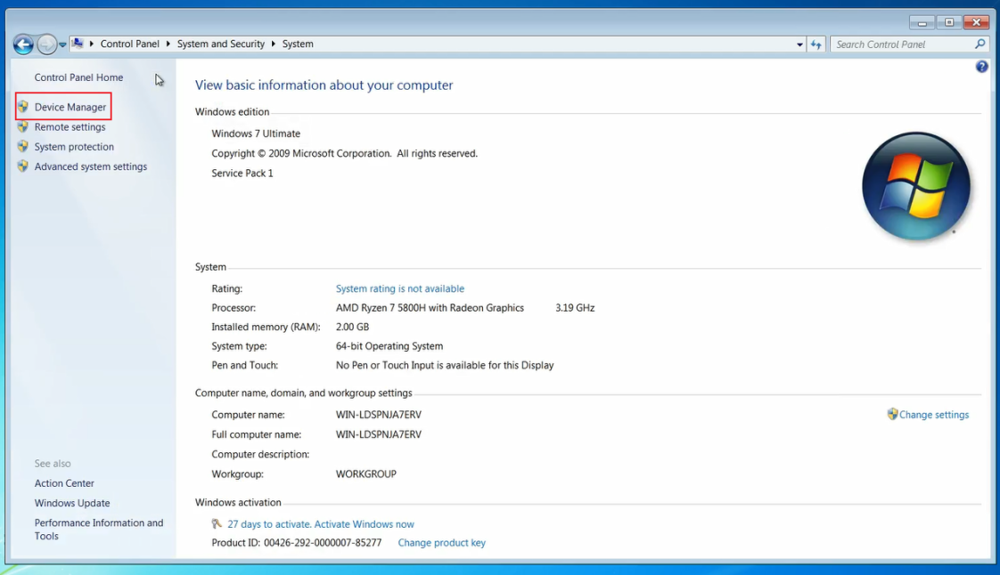 Control Panel System and Security System
Search Control Panel
Control Panel Home
Device Manager
Remote settings
System protection
Advanced system settings
See also
Action Center
Windows Update
Performance Information and
Tools
View basic information about your computer
Windows edition
Windows 7 Ultimate
Copyright © 2009 Microsoft Corporation. All rights reserved.
Service Pack 1
System
Rating: System rating is not available
Processor: AMD Ryzen 7 5800H with Radeon Graphics 3.19 GHz
Installed memory (RAM): 2.00 GB
System type: 64-bit Operating System
Pen and Touch: No Pen or Touch Input is available for this Display
Computer name, domain, and workgroup settings
Computer name: WIN-LDSPNJA7ERV
Change settings
Full computer name: WIN-LDSPNJA7ERV
Computer description:
Workgroup: WORKGROUP
Windows activation
27 days to activate. Activate Windows now
Product ID: 00426-292-0000007-85277 Change product key